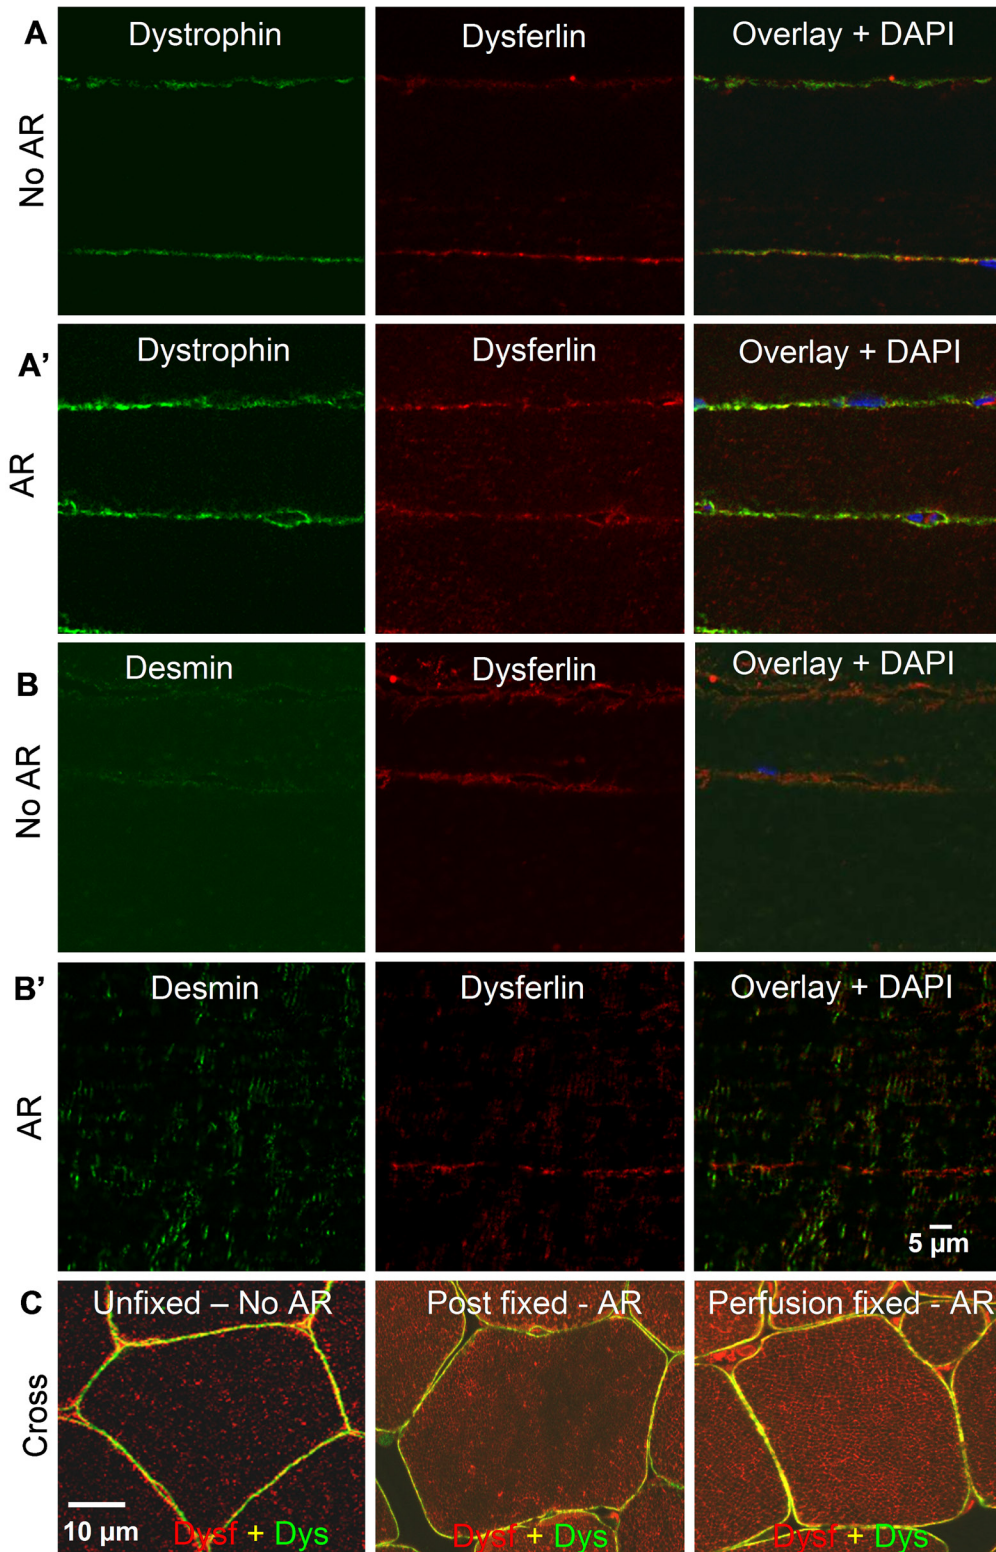 A
No AR
Dystrophin
Dysferlin
Overlay + DAPI
A’
AR
Dystrophin
Dysferlin
Overlay + DAPI
B
No AR
Desmin
Dysferlin
Overlay + DAPI
B’
AR
Desmin
Dysferlin
Overlay + DAPI
5 µm
C
Cross
Unfixed – No AR
Post fixed - AR
Perfusion fixed - AR
10 µm
Dysf + Dys
Dysf + Dys
Dysf + Dys